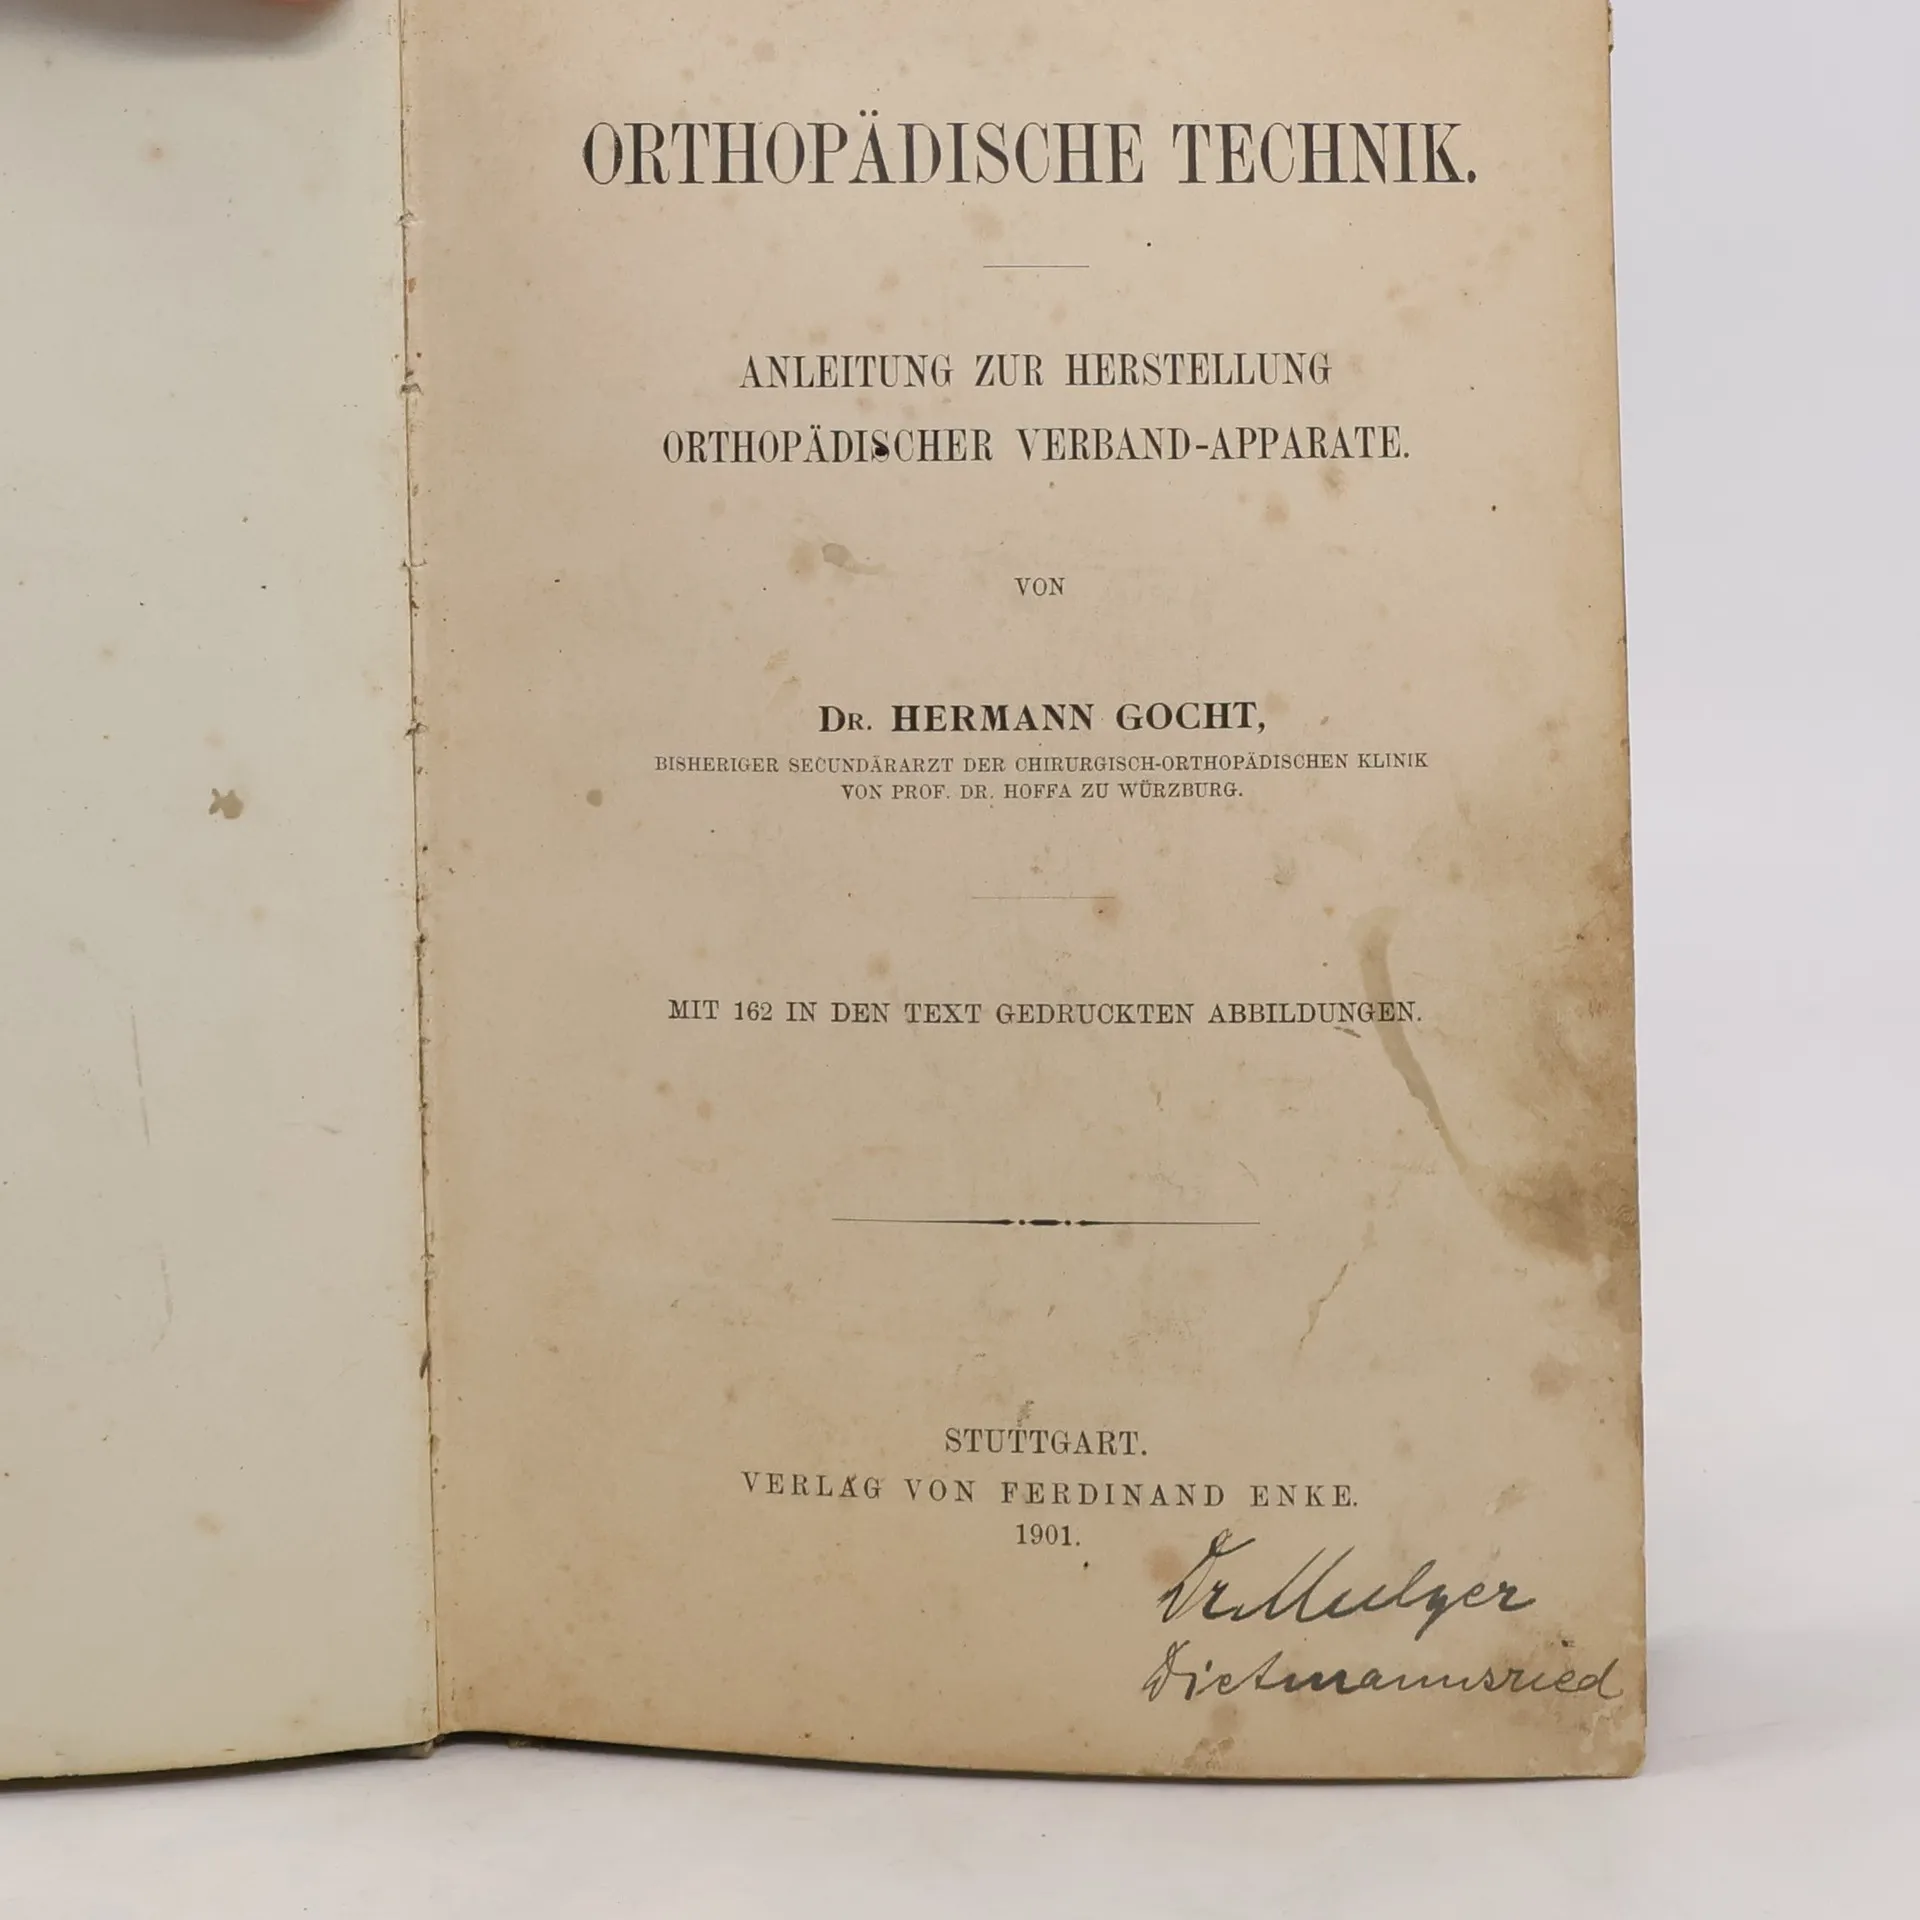 ORTHOPÄDISCHE TECHNIK.
ANLEITUNG ZUR HERSTELLUNG
ORTHOPÄDISCHER VERBAND-APPARATE.
VON
DR. HERMANN GOCHT,
BISHERIGER SECUNDÄRARZT DER CHIRURGISCH-ORTHOPÄDISCHEN KLINIK
VON PROF. DR. HOFFA ZU WÜRZBURG.
MIT 162 IN DEN TEXT GEDRUCKTEN ABBILDUNGEN.
STUTTGART.
VERLAG VON FERDINAND ENKE.
1901.
Dr. Mulzer
Dietmannsried